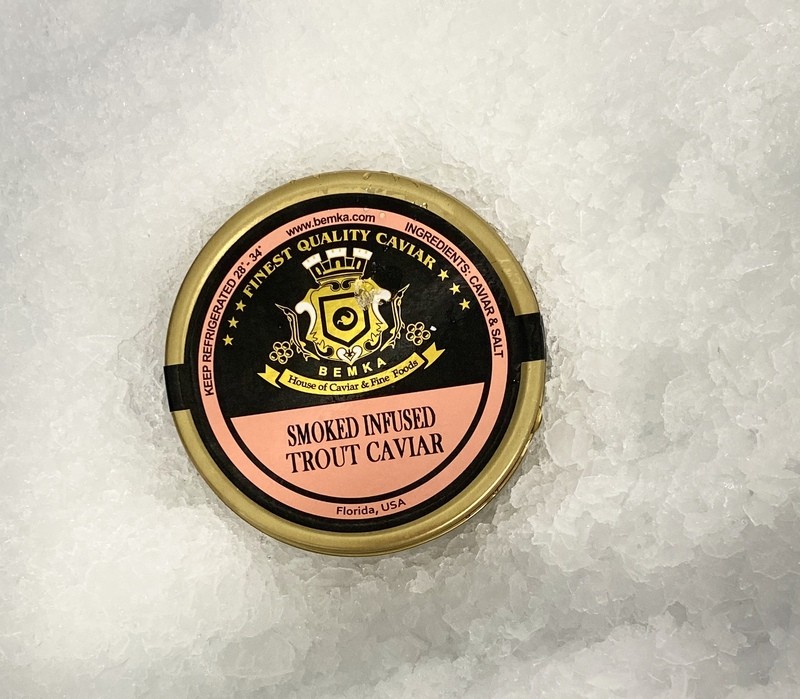 www.bemka.com
KEEP REFRIGERATED 28°- 34°
INGREDIENTS: CAVIAR & SALT
FINEST QUALITY CAVIAR
BEMKA
House of Caviar & Fine Foods
SMOKED INFUSED
TROUT CAVIAR
Florida, USA